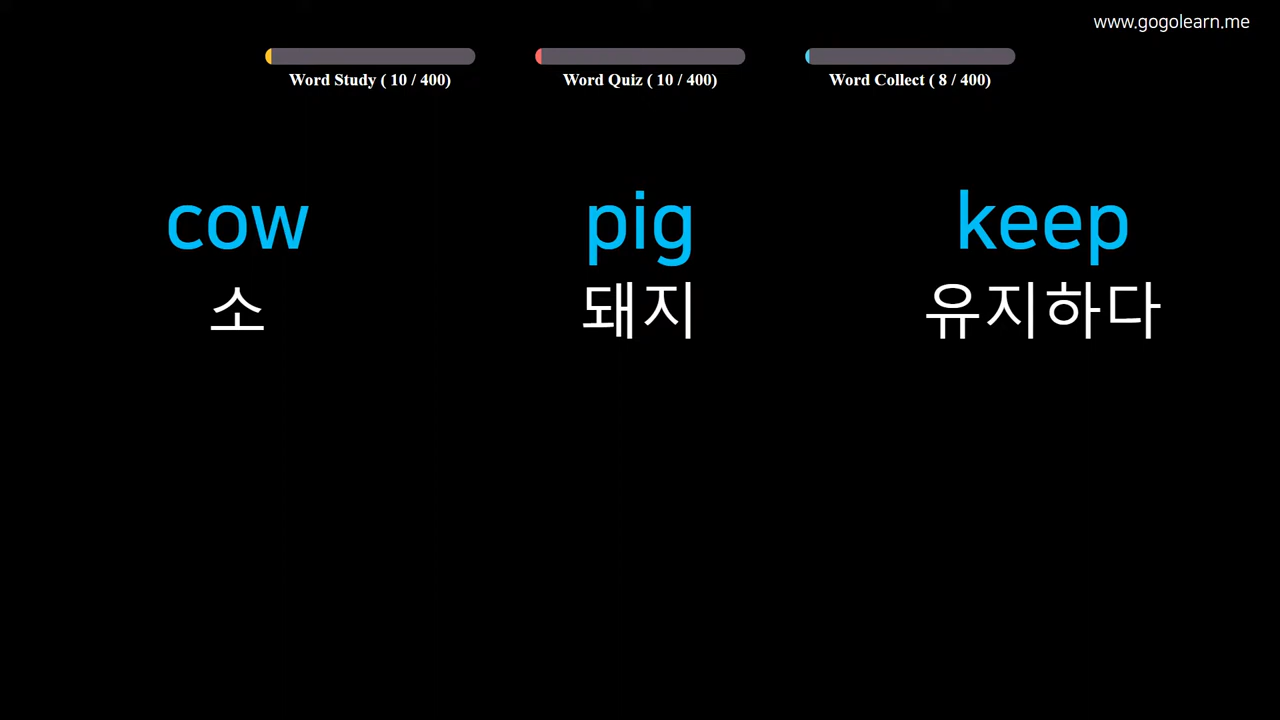 www.gogolearn.me
Word Study ( 10 / 400)
Word Quiz ( 10 / 400)
Word Collect ( 8 / 400)
cow
소
pig
돼지
keep
유지하다